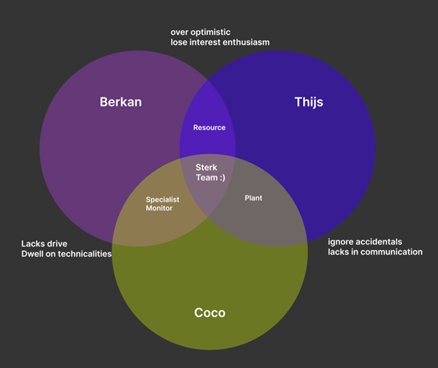 over optimistic
lose interest enthusiasm
Berkan
Thijs
Resource
Sterk
Team :)
Specialist
Monitor
Plant
Lacks drive
Dwell on technicalities
ignore accidentals
lacks in communication
Coco